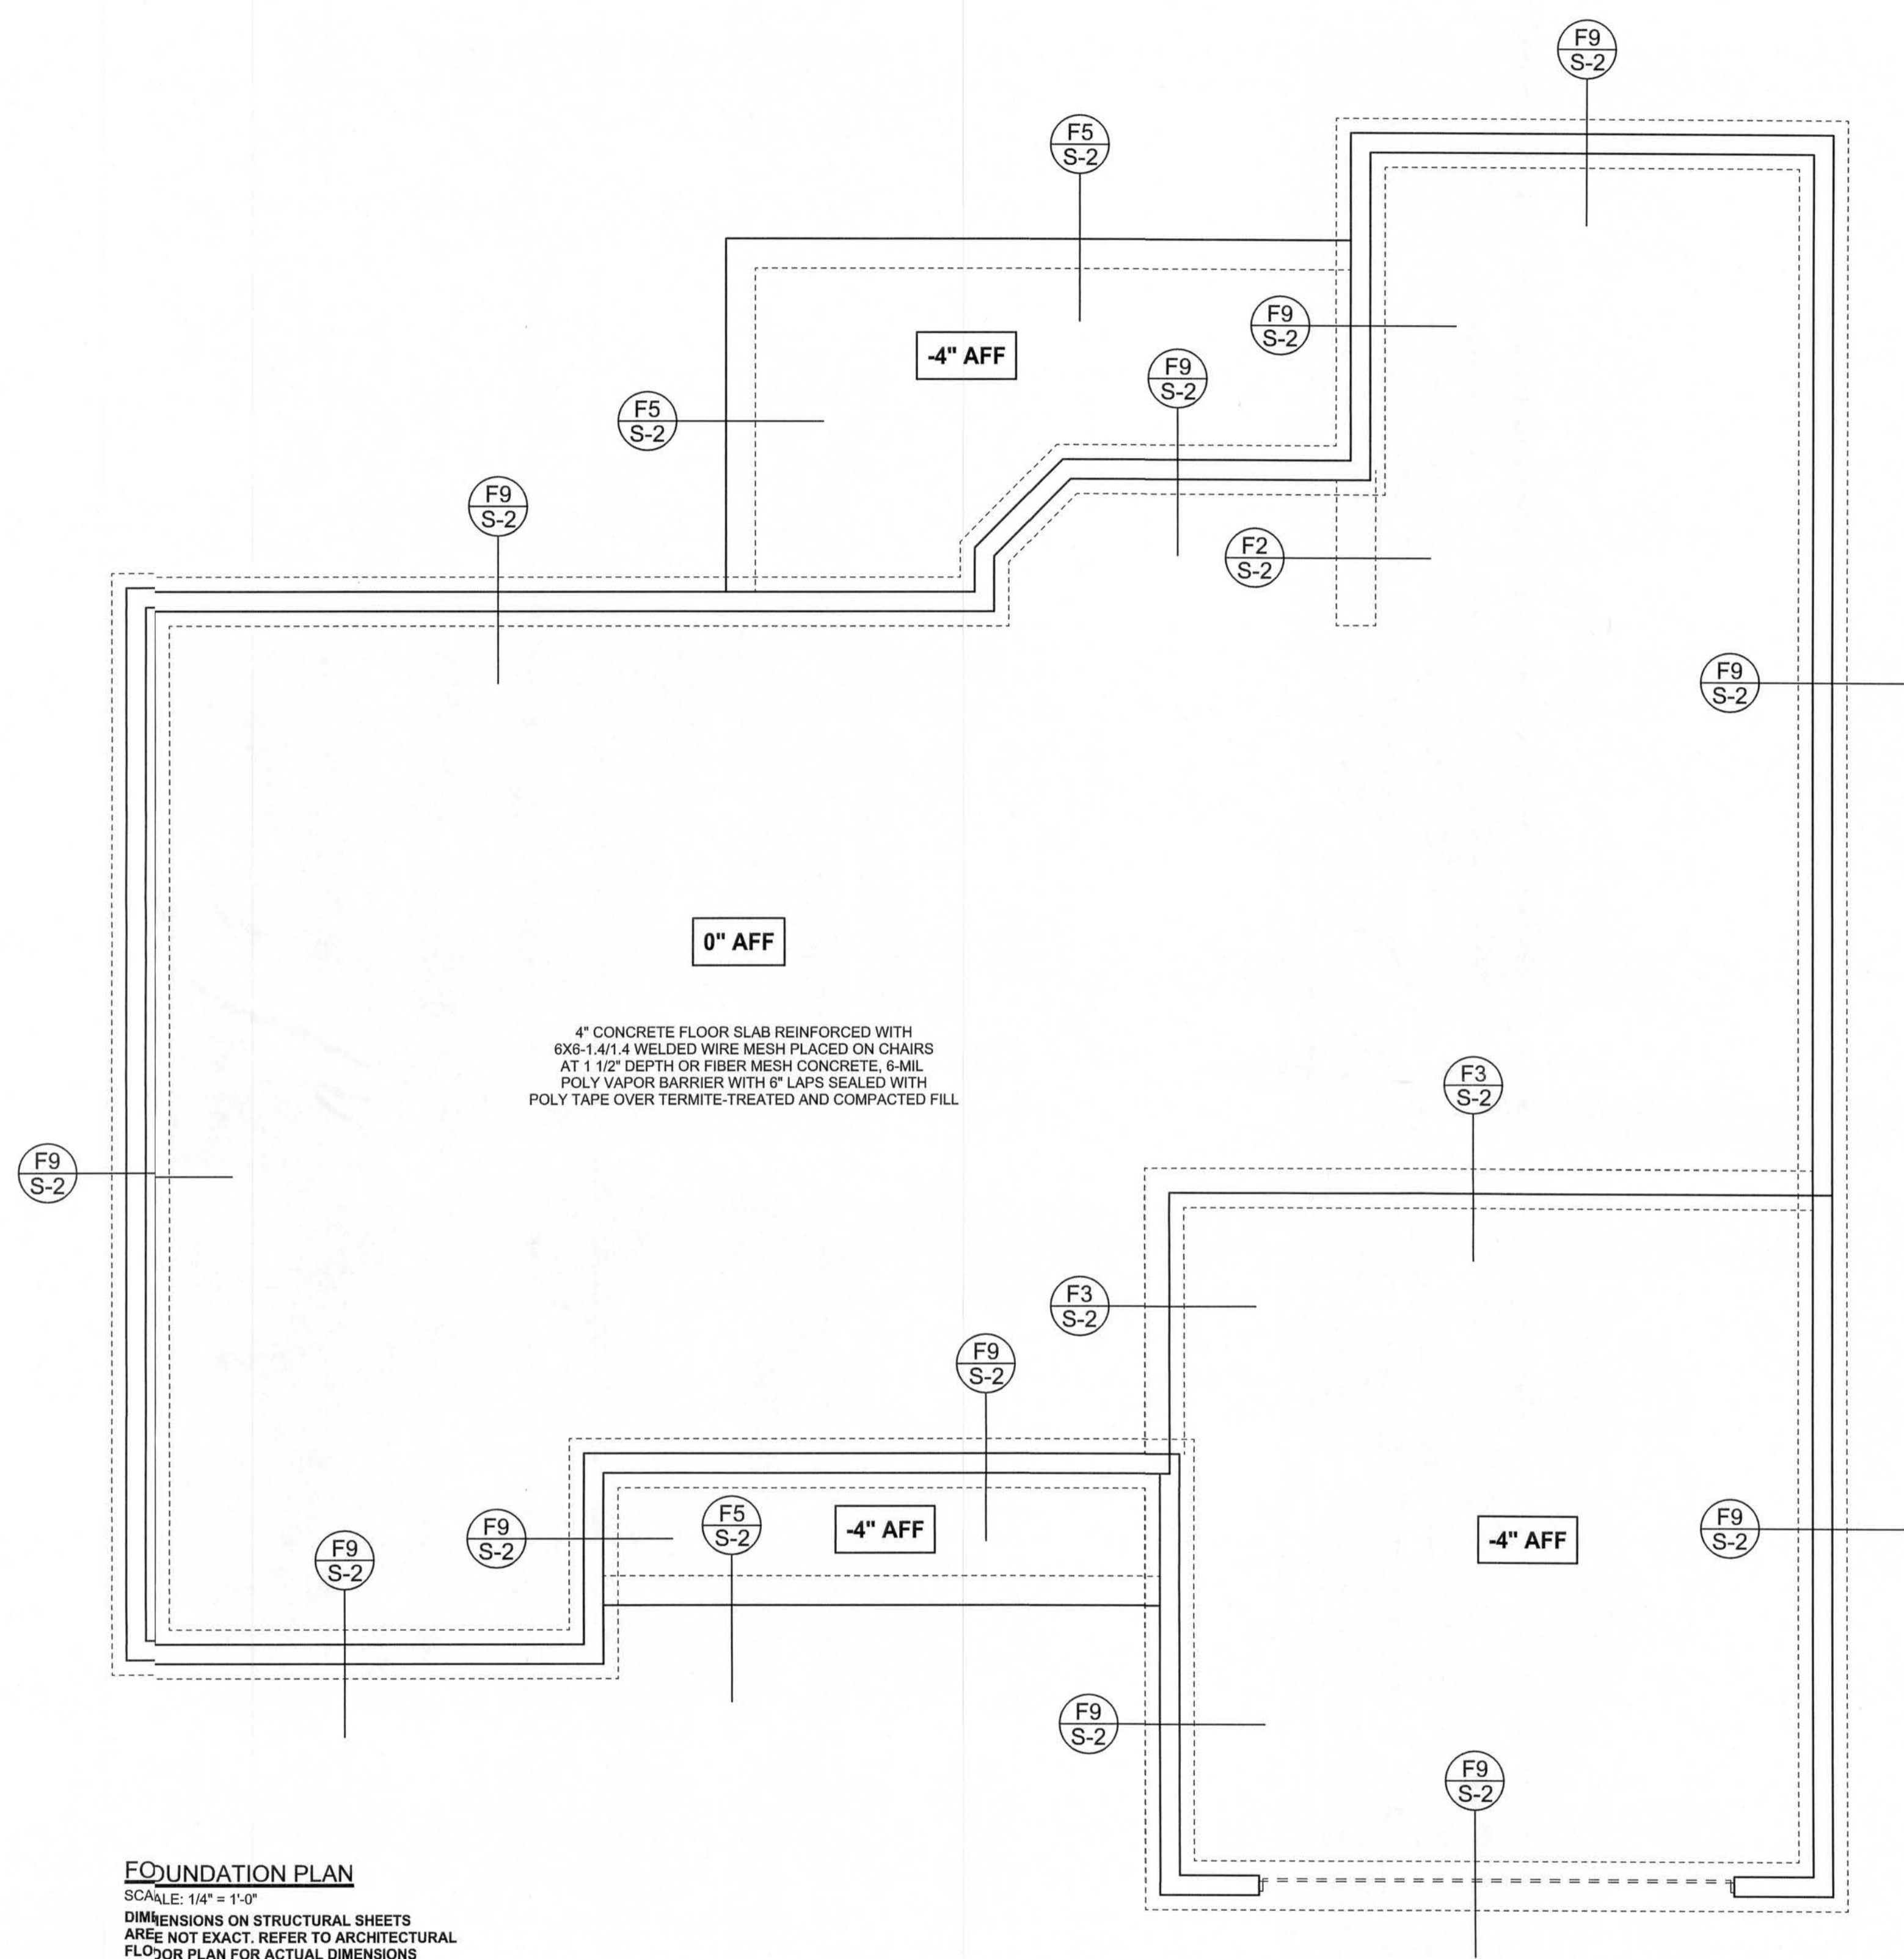 F9
S-2
F5
S-2
F9
S-2
-4" AFF
F9
S-2
F5
S-2
F9
S-2
F2
S-2
F9
S-2
0" AFF
4" CONCRETE FLOOR SLAB REINFORCED WITH
6X6-1.4/1.4 WELDED WIRE MESH PLACED ON CHAIRS
AT 1 1/2" DEPTH OR FIBER MESH CONCRETE, 6-MIL
POLY VAPOR BARRIER WITH 6" LAPS SEALED WITH
POLY TAPE OVER TERMITE-TREATED AND COMPACTED FILL
F3
S-2
F9
S-2
F3
S-2
F9
S-2
F5
S-2
-4" AFF
F9
S-2
-4" AFF
F9
S-2
F9
S-2
F9
S-2
F9
S-2
FOUNDATION PLAN
SCALE: 1/4" = 1'-0"
DIMENSIONS ON STRUCTURAL SHEETS
ARE NOT EXACT. REFER TO ARCHITECTURAL
FLOOR PLAN FOR ACTUAL DIMENSIONS